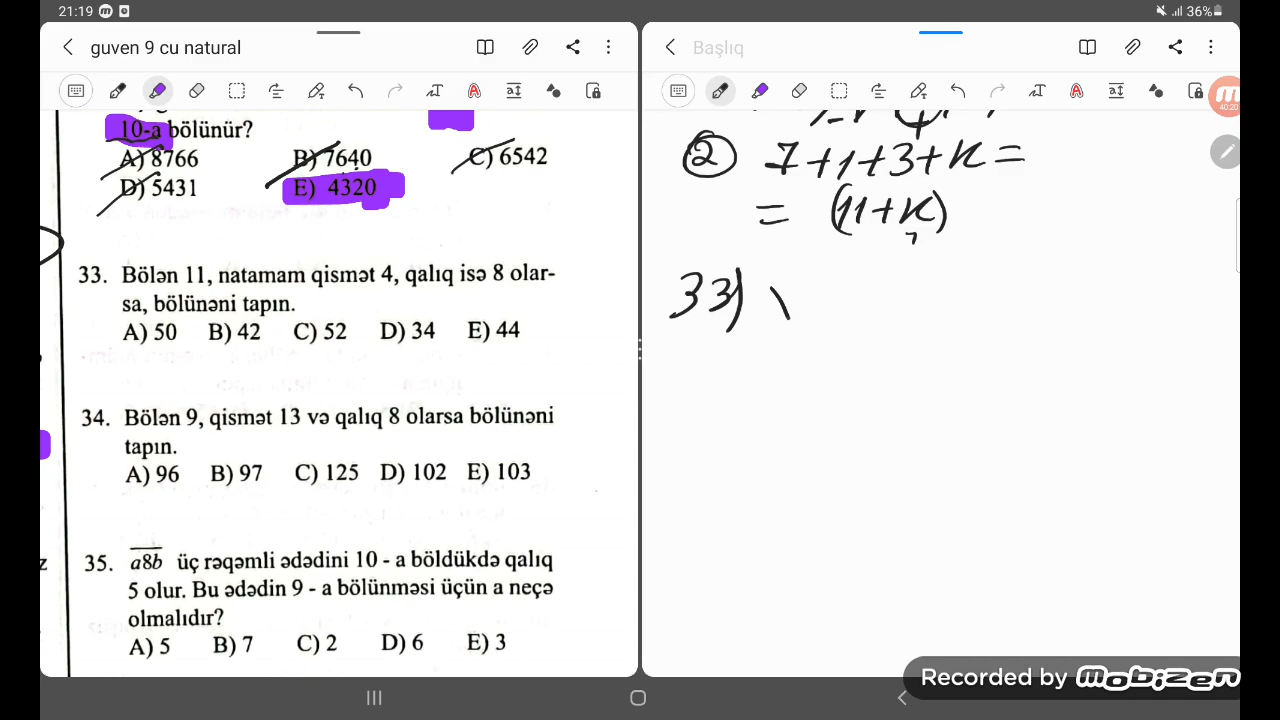 21:19
36%
guven 9 cu natural
10-a bölünür?
A) 8766 B) 7640 C) 6542
D) 5431 E) 4320
33. Bölən 11, natamam qismət 4, qalıq isə 8 olar-
sa, bölünəni tapın.
A) 50 B) 42 C) 52 D) 34 E) 44
34. Bölən 9, qismət 13 və qalıq 8 olarsa bölünəni
tapın.
A) 96 B) 97 C) 125 D) 102 E) 103
35. a8b üç rəqəmli ədədini 10 - a böldükdə qalıq
5 olur. Bu ədədin 9 - a bölünməsi üçün a neçə
olmalıdır?
A) 5 B) 7 C) 2 D) 6 E) 3
z
Başlıq
40:20
② 7+1+3+K=
= (11+K)
33)
Recorded by mobizen